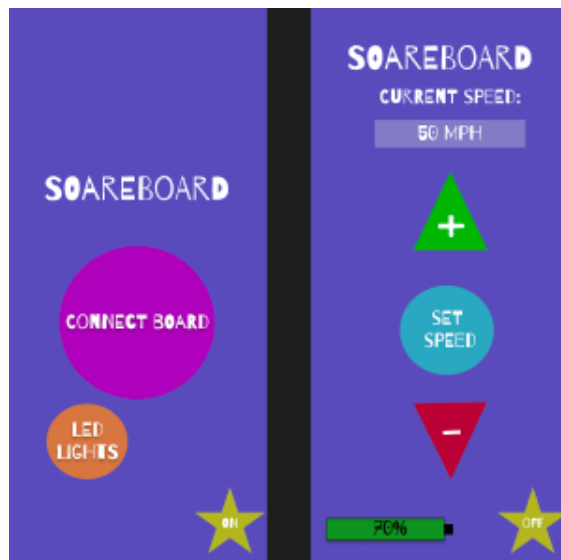 SOAREBOARD
CONNECT BOARD
LED
LIGHTS
ON
SOAREBOARD
CURRENT SPEED:
50 MPH
+
SET
SPEED
-
70%
OFF